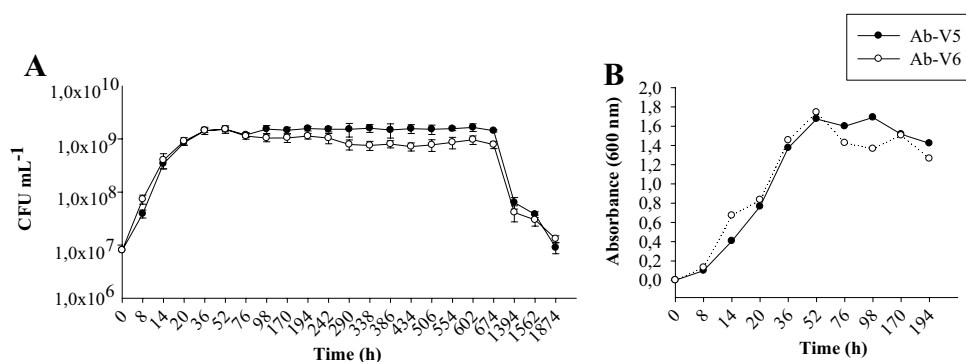 Ab-V5
Ab-V6
A
1,0x10^10
1,0x10^9
1,0x10^8
1,0x10^7
1,0x10^6
CFU mL^-1
0 8 14 20 36 52 76 98 170 194 242 290 338 386 434 506 554 602 674 1394 1562 1874
Time (h)
B
2,0
1,8
1,6
1,4
1,2
1,0
0,8
0,6
0,4
0,2
0,0
Absorbance (600 nm)
0 8 14 20 36 52 76 98 170 194
Time (h)